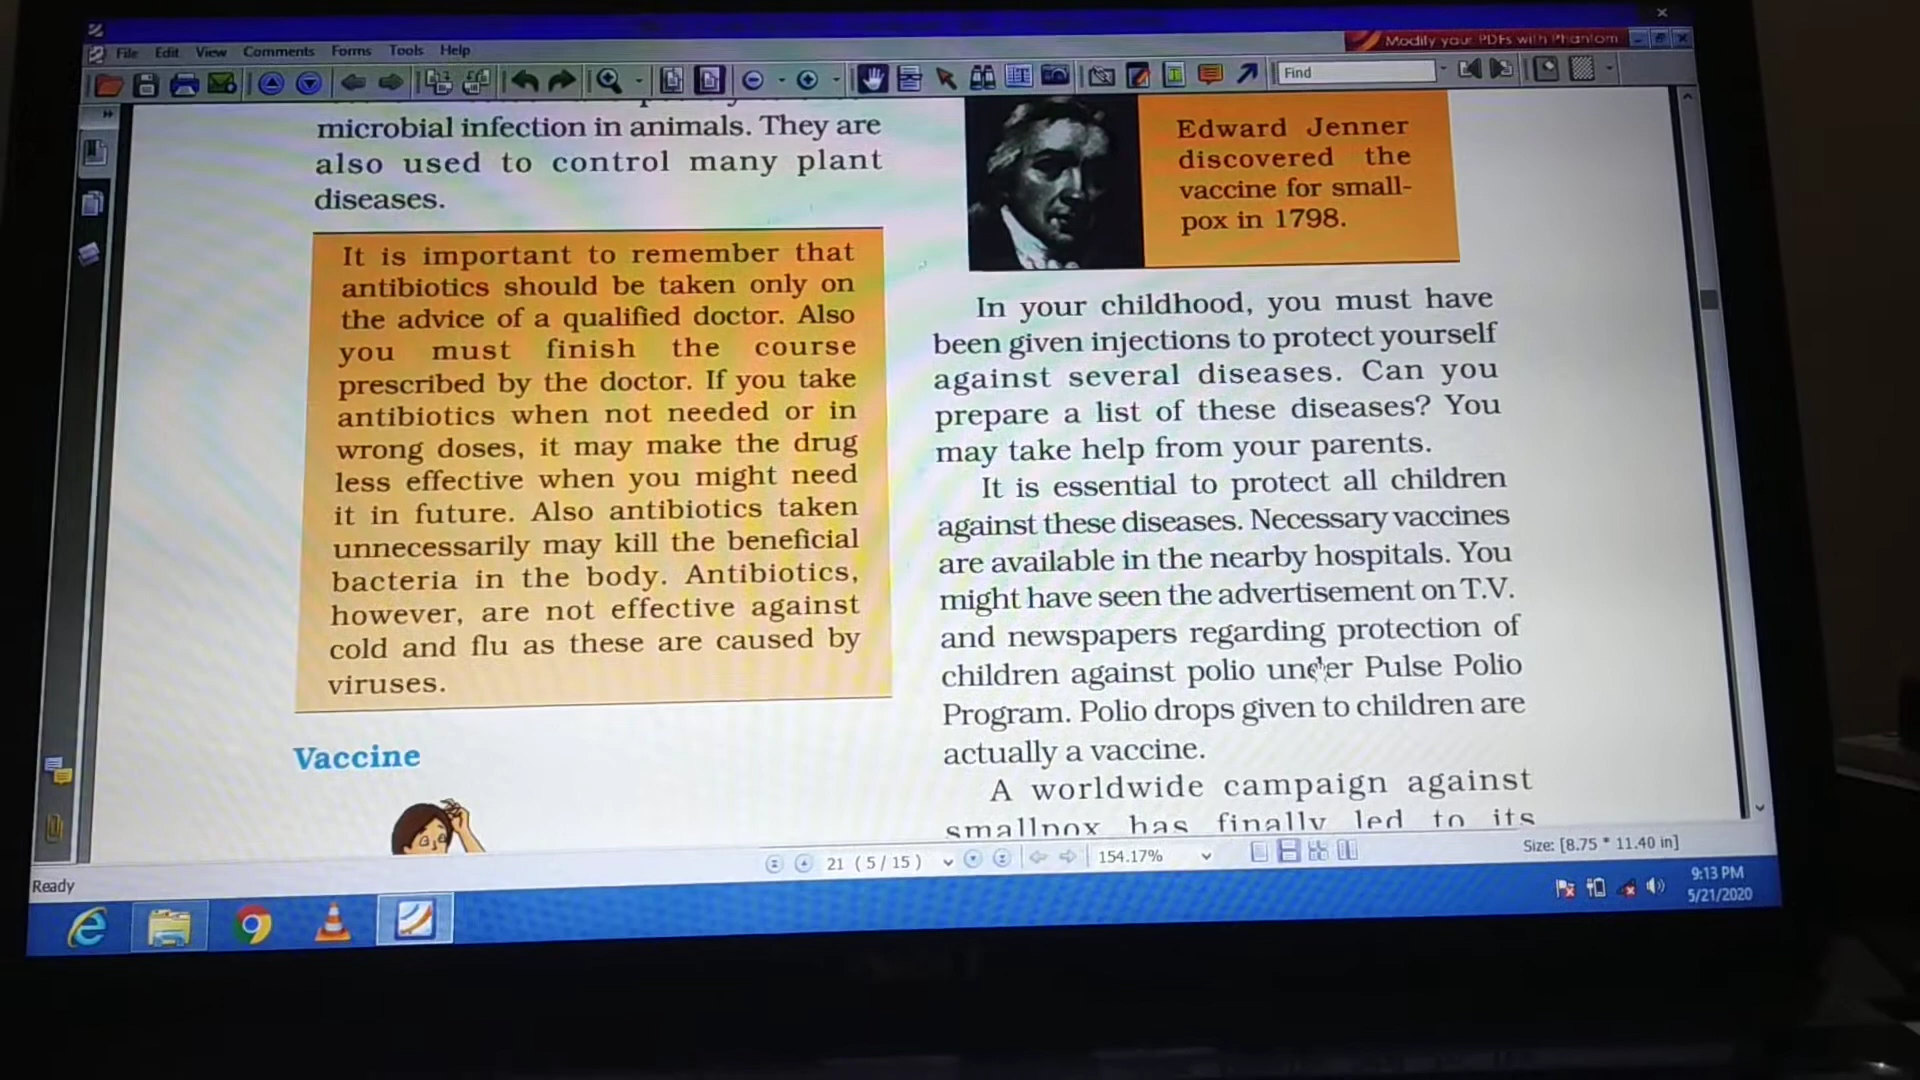 Modify your PDFs with Phantom
File Edit View Comments Forms Tools Help
Find
microbial infection in animals. They are
also used to control many plant
diseases.
It is important to remember that
antibiotics should be taken only on
the advice of a qualified doctor. Also
you must finish the course
prescribed by the doctor. If you take
antibiotics when not needed or in
wrong doses, it may make the drug
less effective when you might need
it in future. Also antibiotics taken
unnecessarily may kill the beneficial
bacteria in the body. Antibiotics,
however, are not effective against
cold and flu as these are caused by
viruses.
Vaccine
Edward Jenner
discovered the
vaccine for small-
pox in 1798.
In your childhood, you must have
been given injections to protect yourself
against several diseases. Can you
prepare a list of these diseases? You
may take help from your parents.
It is essential to protect all children
against these diseases. Necessary vaccines
are available in the nearby hospitals. You
might have seen the advertisement on T.V.
and newspapers regarding protection of
children against polio under Pulse Polio
Program. Polio drops given to children are
actually a vaccine.
A worldwide campaign against
smallpox has finally led to its
21 ( 5 / 15 )
154.17%
Size: [8.75 * 11.40 in]
Ready
9:13 PM
5/21/2020